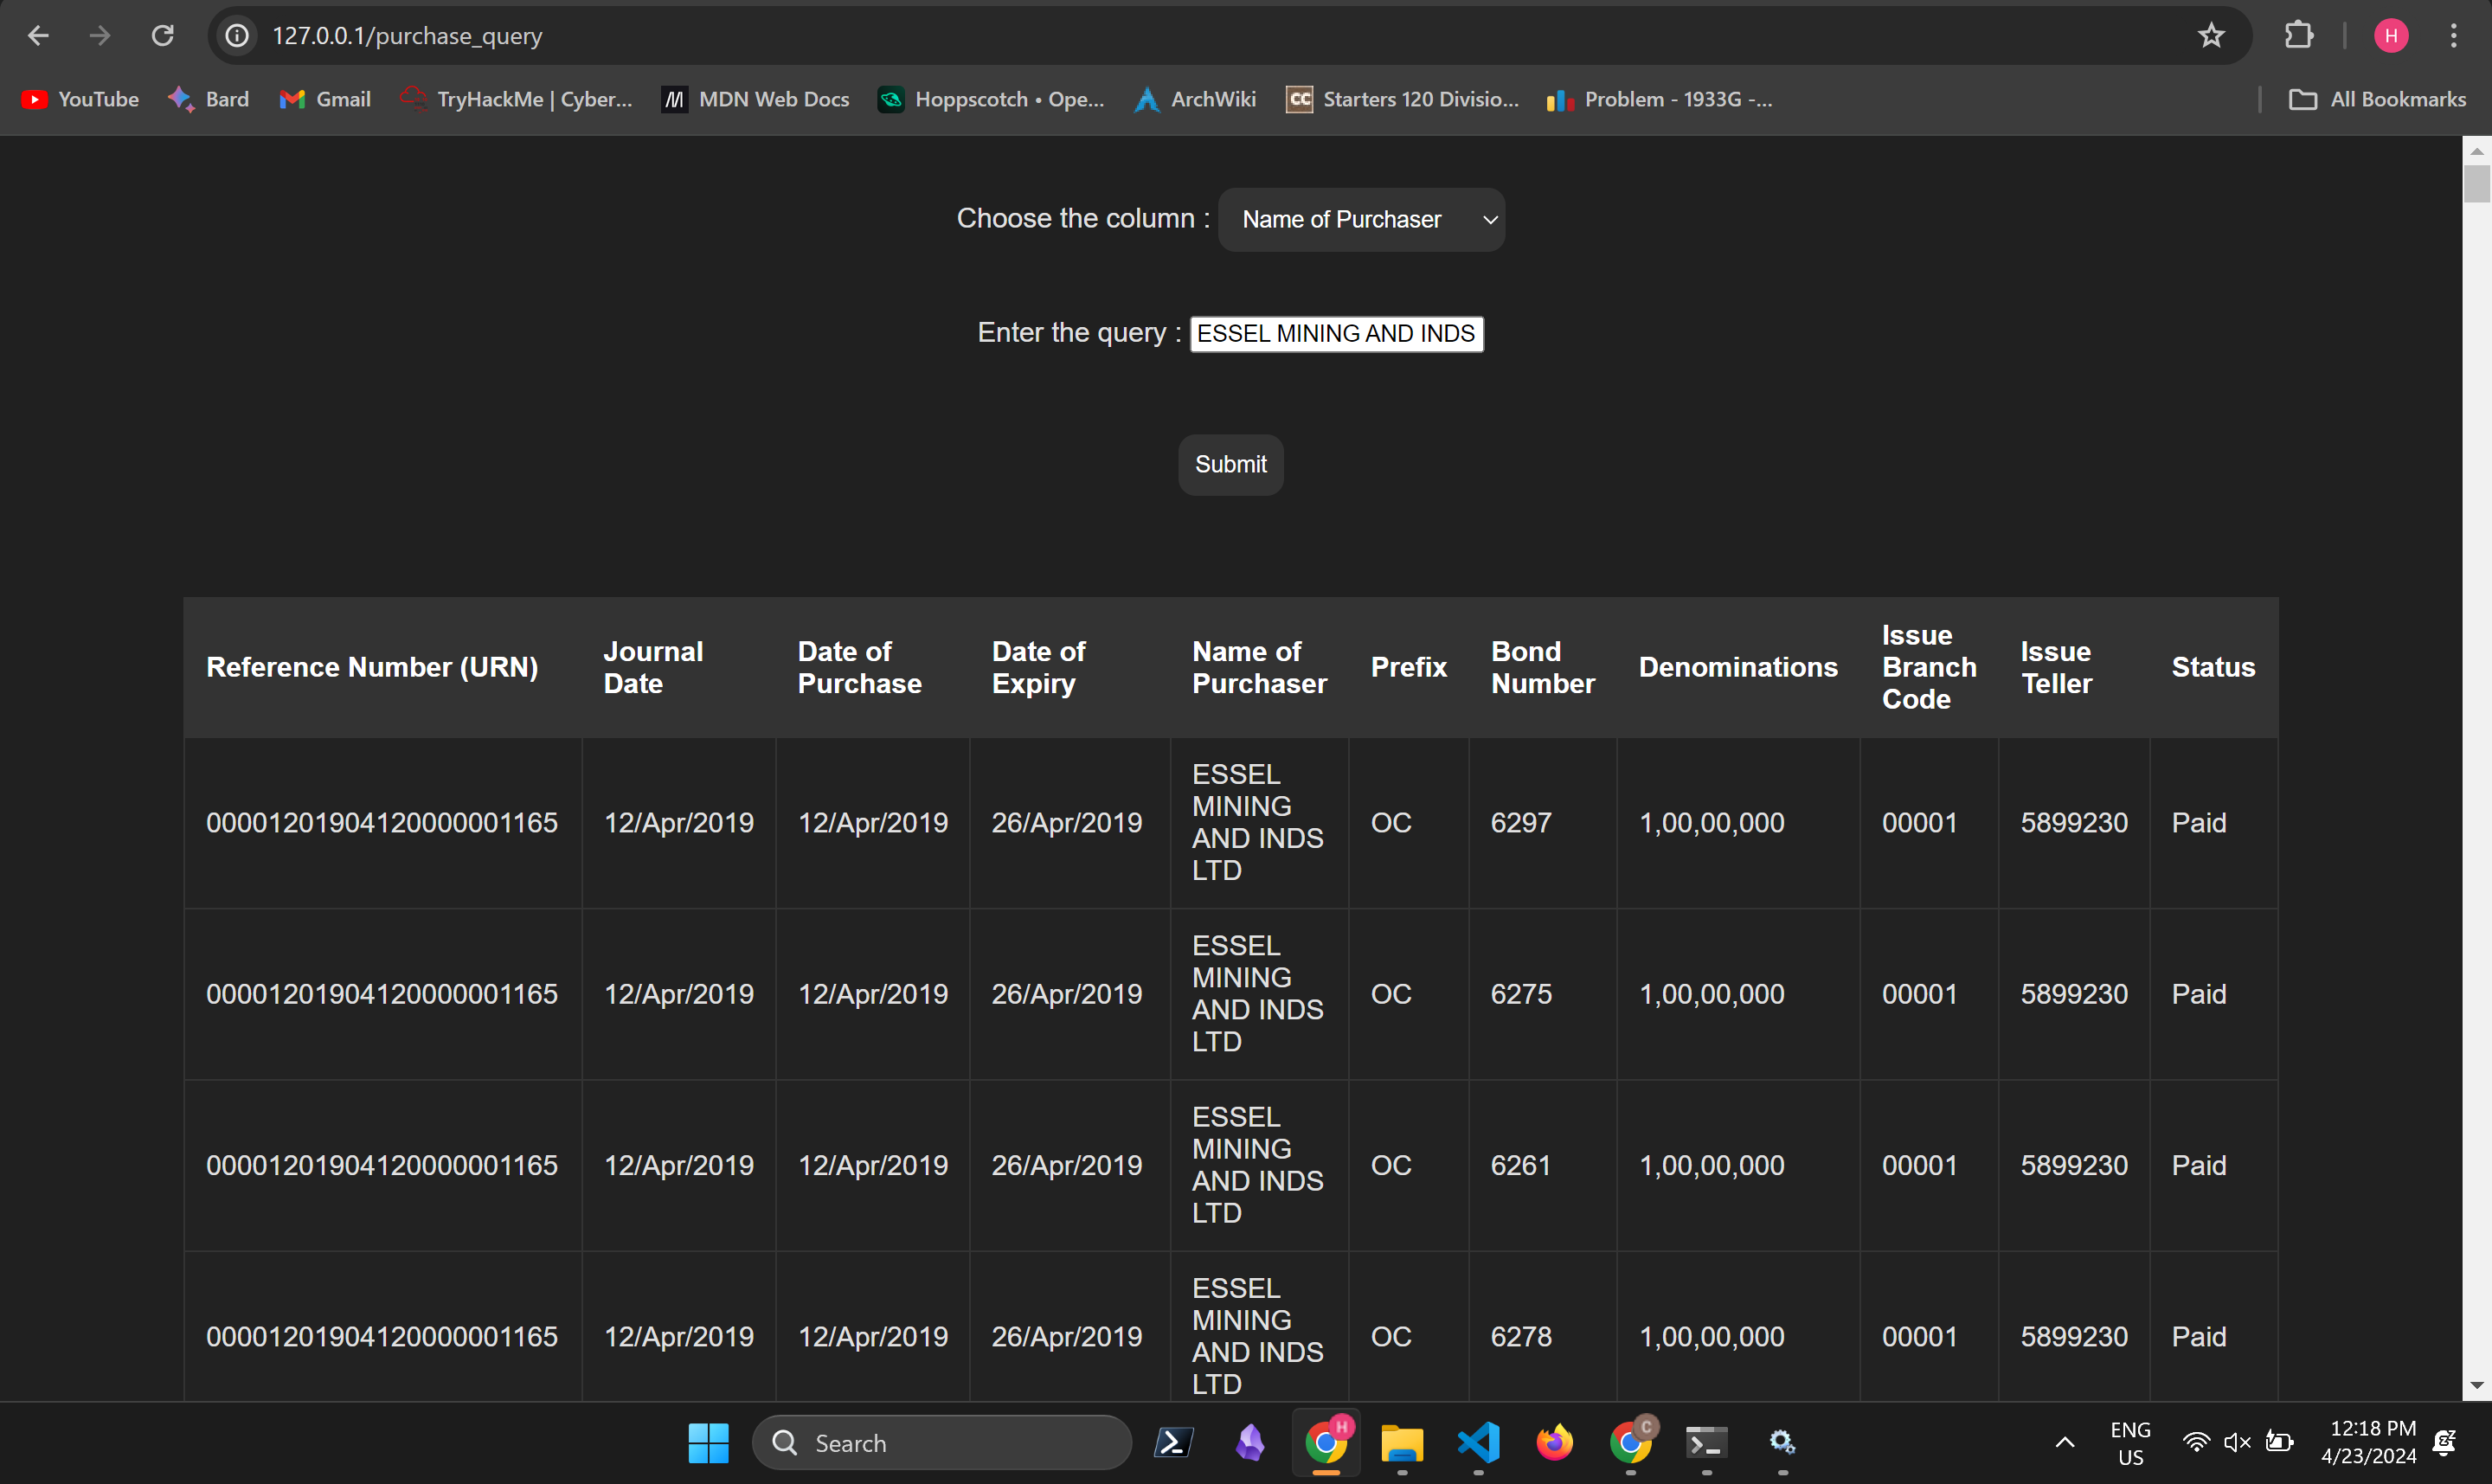 127.0.0.1/purchase_query
H
YouTube Bard Gmail TryHackMe | Cyber... MDN Web Docs Hoppscotch • Ope... ArchWiki CC Starters 120 Divisio... Problem - 1933G -... All Bookmarks
Choose the column : Name of Purchaser
Enter the query : ESSEL MINING AND INDS
Submit
Reference Number (URN) Journal Date Date of Purchase Date of Expiry Name of Purchaser Prefix Bond Number Denominations Issue Branch Code Issue Teller Status
00001201904120000001165 12/Apr/2019 12/Apr/2019 26/Apr/2019 ESSEL MINING AND INDS LTD OC 6297 1,00,00,000 00001 5899230 Paid
00001201904120000001165 12/Apr/2019 12/Apr/2019 26/Apr/2019 ESSEL MINING AND INDS LTD OC 6275 1,00,00,000 00001 5899230 Paid
00001201904120000001165 12/Apr/2019 12/Apr/2019 26/Apr/2019 ESSEL MINING AND INDS LTD OC 6261 1,00,00,000 00001 5899230 Paid
00001201904120000001165 12/Apr/2019 12/Apr/2019 26/Apr/2019 ESSEL MINING AND INDS LTD OC 6278 1,00,00,000 00001 5899230 Paid
Search
H
C
ENG
US
12:18 PM
4/23/2024